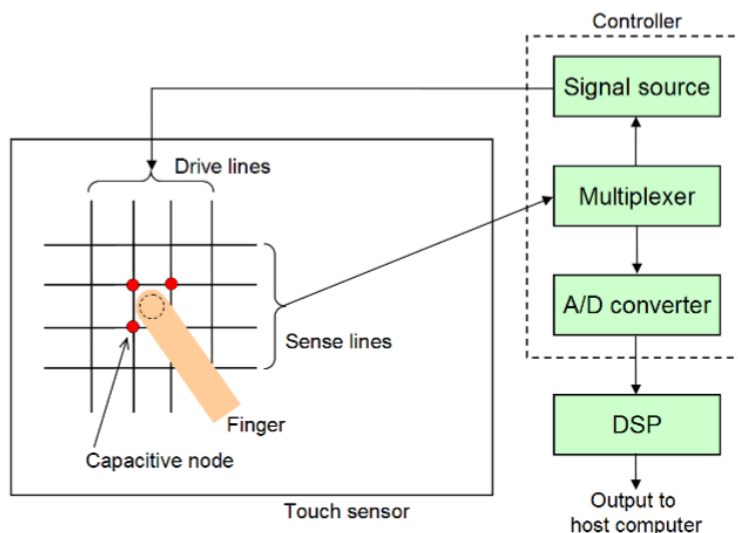 Controller
Signal source
Drive lines
Multiplexer
A/D converter
Sense lines
Finger
DSP
Capacitive node
Touch sensor
Output to
host computer